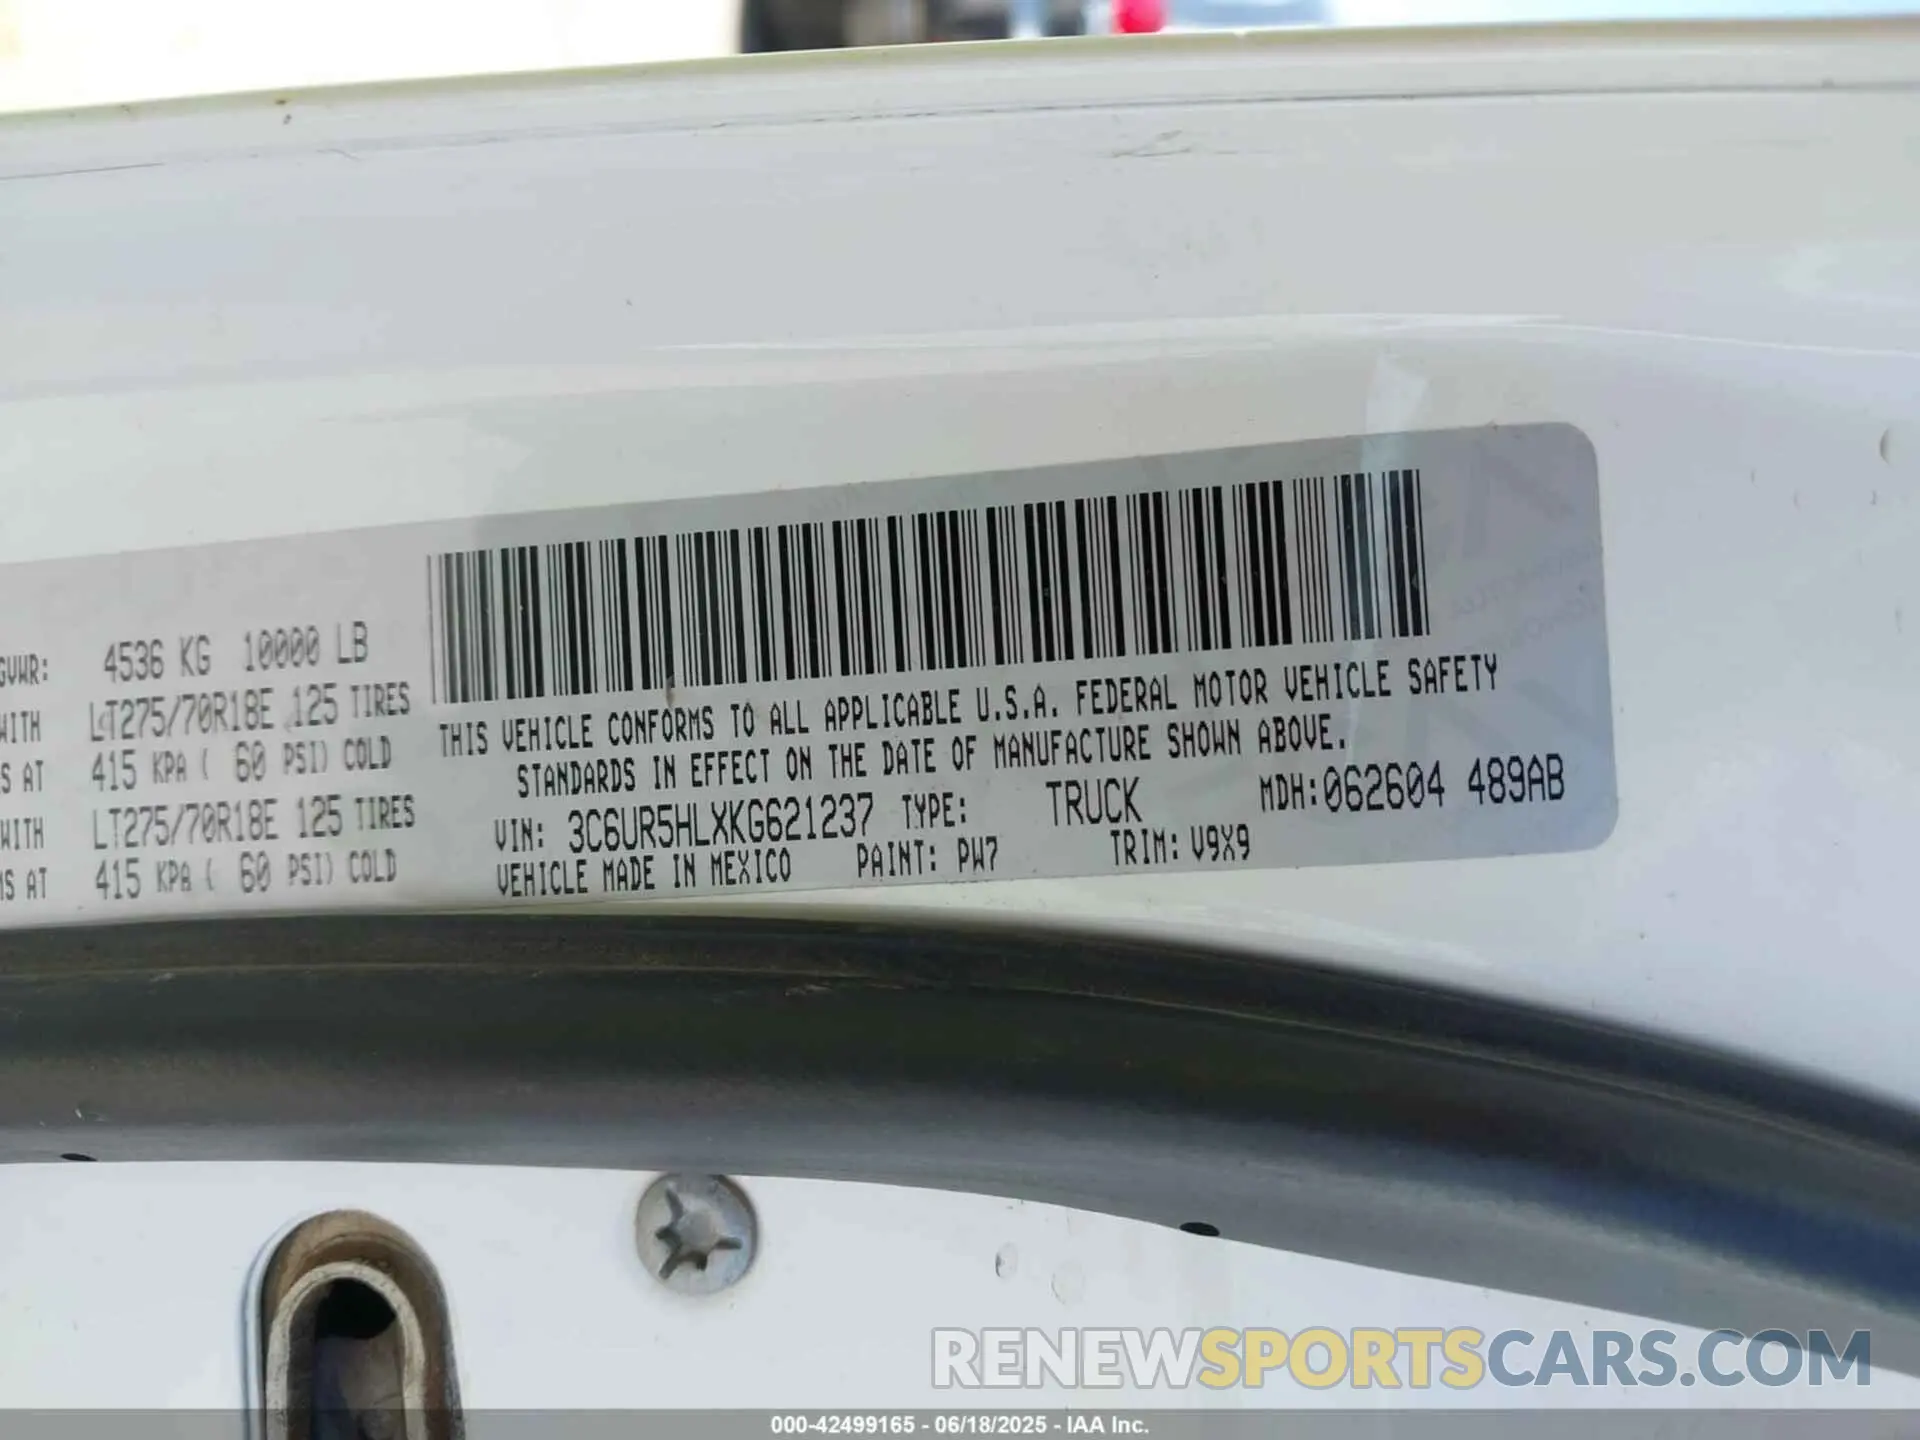 GVWR: 4536 KG 10000 LB
WITH LT275/70R18E 125 TIRES
S AT 415 KPA ( 60 PSI) COLD
WITH LT275/70R18E 125 TIRES
MS AT 415 KPA ( 60 PSI) COLD
THIS VEHICLE CONFORMS TO ALL APPLICABLE U.S.A. FEDERAL MOTOR VEHICLE SAFETY
STANDARDS IN EFFECT ON THE DATE OF MANUFACTURE SHOWN ABOVE.
VIN: 3C6UR5HLXKG621237 TYPE: TRUCK MDH:062604 489AB
VEHICLE MADE IN MEXICO PAINT: PW7 TRIM: V9X9
RENEWSPORTSCARS.COM
000-42499165 - 06/18/2025 - IAA Inc.